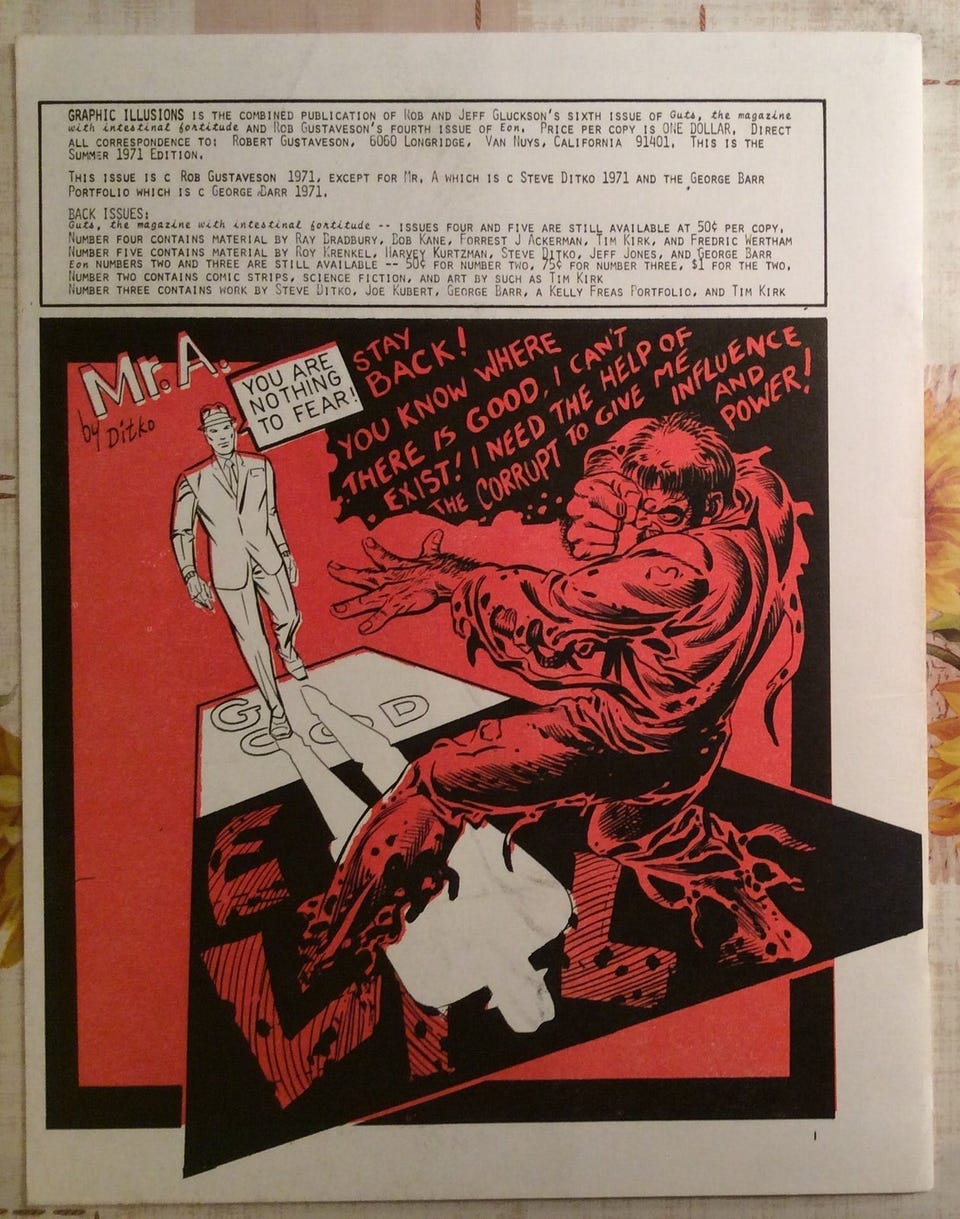 GRAPHIC ILLUSIONS IS THE COMBINED PUBLICATION OF ROB AND JEFF GLUCKSON'S SIXTH ISSUE OF Guts, the magazine
with intestinal fortitude AND ROB GUSTAVESON'S FOURTH ISSUE OF Eon. PRICE PER COPY IS ONE DOLLAR. DIRECT
ALL CORRESPONDENCE TO: ROBERT GUSTAVESON, 6060 LONGRIDGE, VAN NUYS, CALIFORNIA 91401. THIS IS THE
SUMMER 1971 EDITION.
THIS ISSUE IS C ROB GUSTAVESON 1971, EXCEPT FOR MR. A WHICH IS C STEVE DITKO 1971 AND THE GEORGE BARR
PORTFOLIO WHICH IS C GEORGE BARR 1971.
BACK ISSUES:
Guts, the magazine with intestinal fortitude -- ISSUES FOUR AND FIVE ARE STILL AVAILABLE AT 50¢ PER COPY.
NUMBER FOUR CONTAINS MATERIAL BY RAY BRADBURY, BOB KANE, FORREST J ACKERMAN, TIM KIRK, AND FREDRIC WERTHAM
NUMBER FIVE CONTAINS MATERIAL BY ROY KRENKEL, HARVEY KURTZMAN, STEVE DITKO, JEFF JONES, AND GEORGE BARR
Eon NUMBERS TWO AND THREE ARE STILL AVAILABLE -- 50¢ FOR NUMBER TWO, 75¢ FOR NUMBER THREE, $1 FOR THE TWO.
NUMBER TWO CONTAINS COMIC STRIPS, SCIENCE FICTION, AND ART BY SUCH AS TIM KIRK
NUMBER THREE CONTAINS WORK BY STEVE DITKO, JOE KUBERT, GEORGE BARR, A KELLY FREAS PORTFOLIO, AND TIM KIRK
Mr. A.
by Ditko
YOU ARE
NOTHING
TO FEAR!
STAY
BACK!
YOU KNOW WHERE
THERE IS GOOD, I CAN'T
EXIST! I NEED THE HELP OF
THE CORRUPT TO GIVE ME INFLUENCE
AND
POWER!
GOOD
EVIL
1